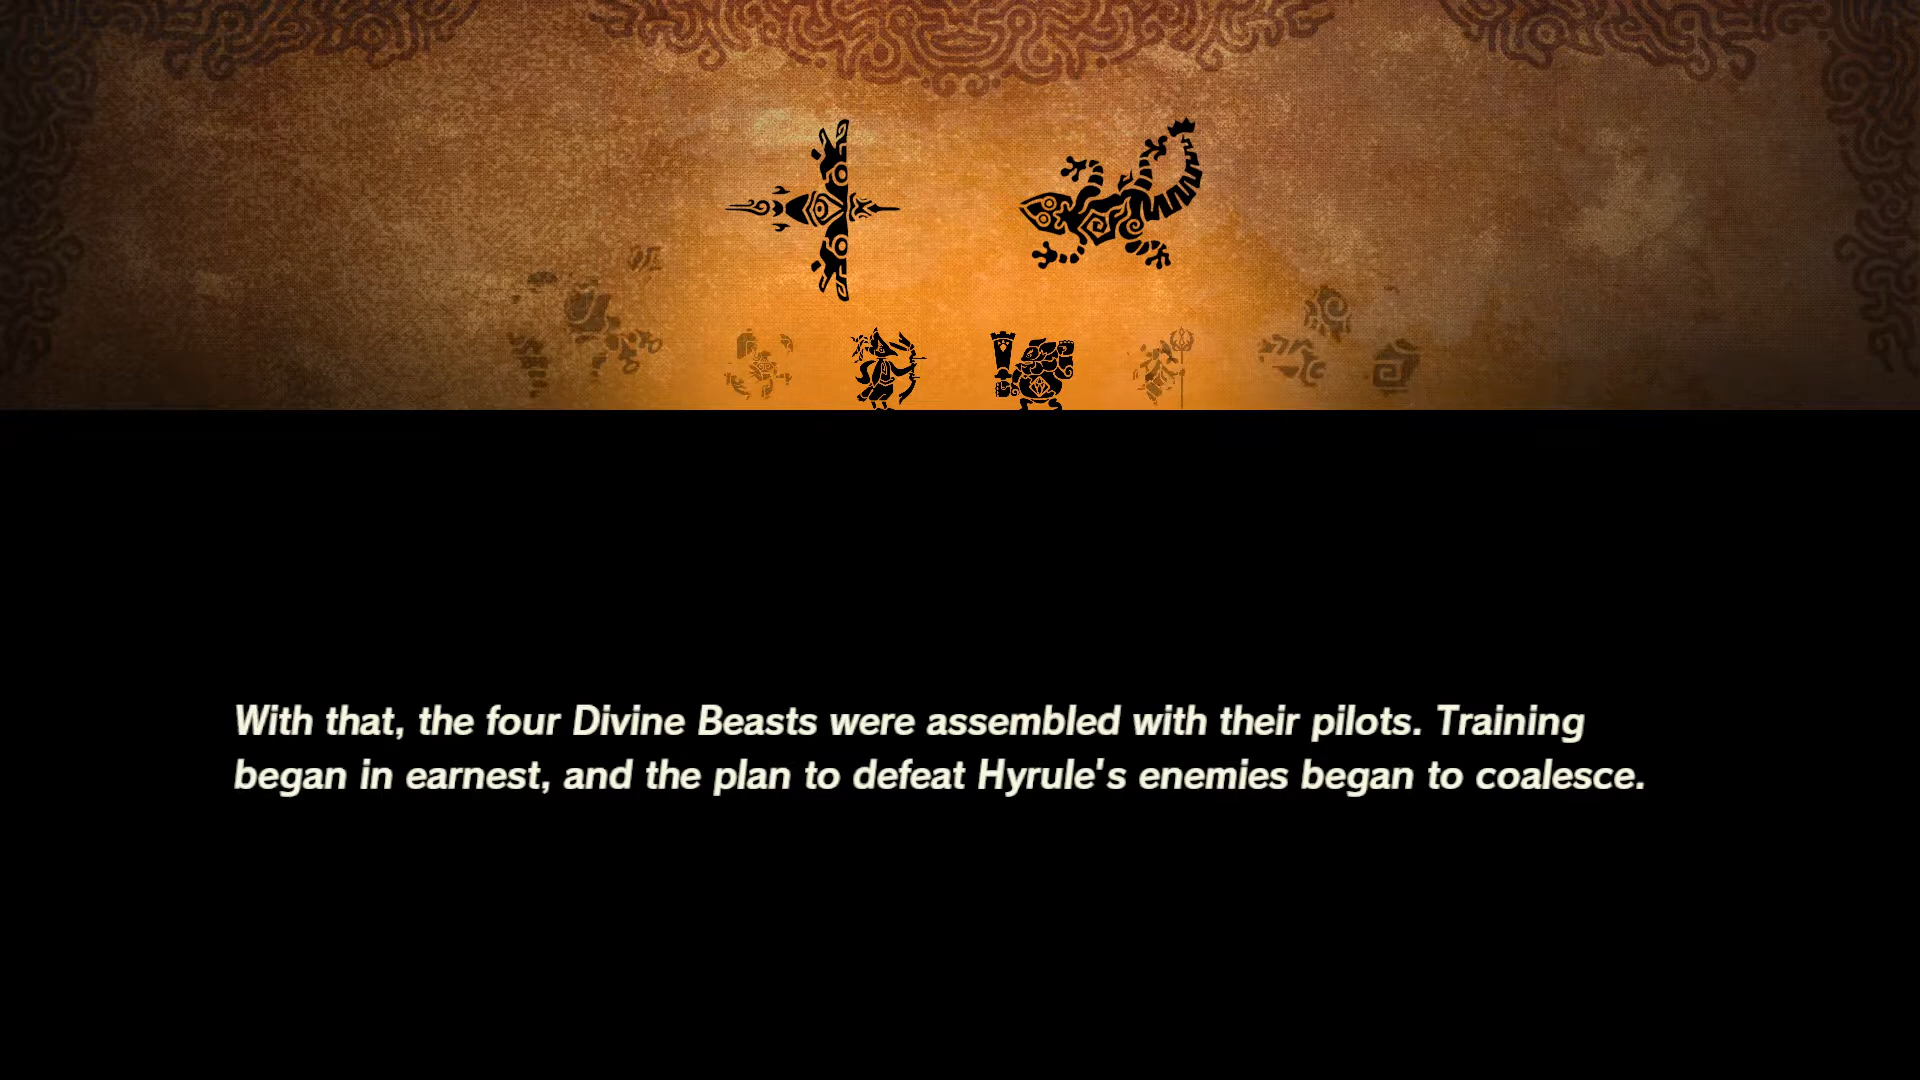 With that, the four Divine Beasts were assembled with their pilots. Training
began in earnest, and the plan to defeat Hyrule's enemies began to coalesce.